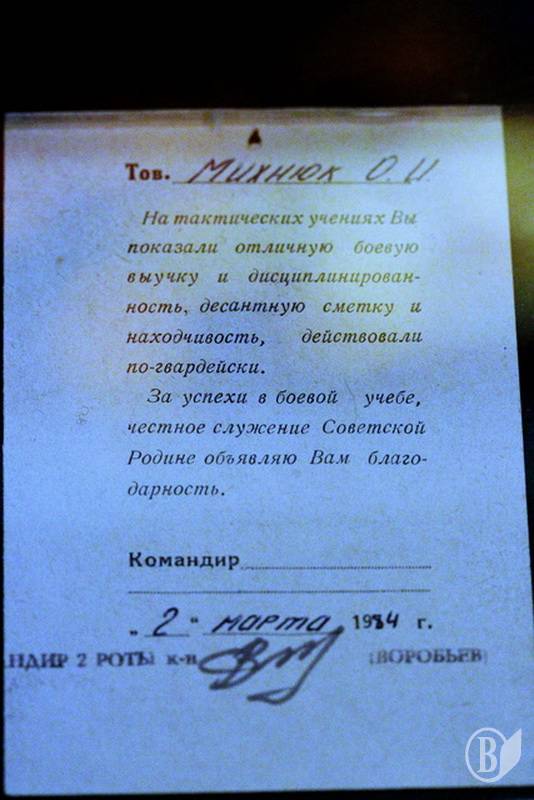 Тов. Михнюк О. И.
На тактических учениях Вы
показали отличную боевую
выучку и дисциплинирован-
ность, десантную сметку и
находчивость, действовали
по-гвардейски.
За успехи в боевой учебе,
честное служение Советской
Родине объявляю Вам благо-
дарность.
Командир
„ 2 " марта 1984 г.
АНДИР 2 РОТЫ к-н (ВОРОБЬЕВ)
В